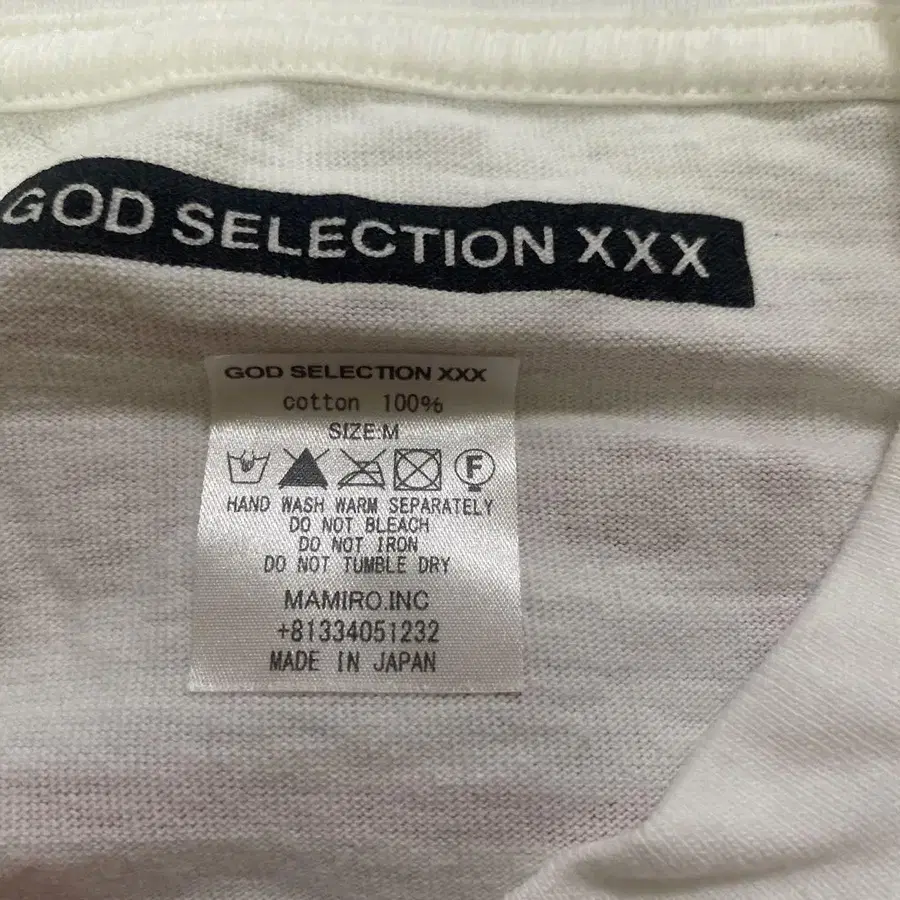 GOD SELECTION XXX
GOD SELECTION XXX
cotton 100%
SIZE:M
F
HAND WASH WARM SEPARATELY
DO NOT BLEACH
DO NOT IRON
DO NOT TUMBLE DRY
MAMIRO.INC
+81334051232
MADE IN JAPAN